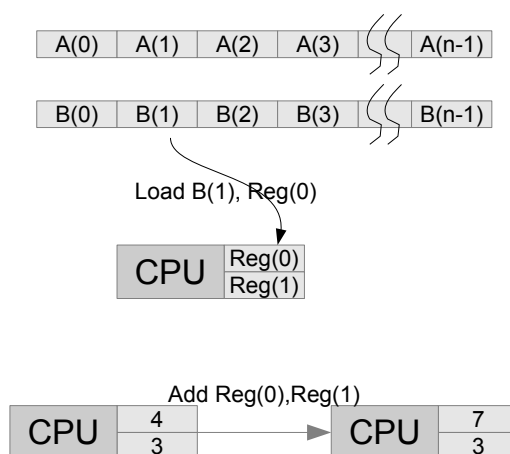 A(0) A(1) A(2) A(3) A(n-1)
B(0) B(1) B(2) B(3) B(n-1)
Load B(1), Reg(0)
CPU Reg(0)
Reg(1)
Add Reg(0),Reg(1)
CPU 4 CPU 7
3 3